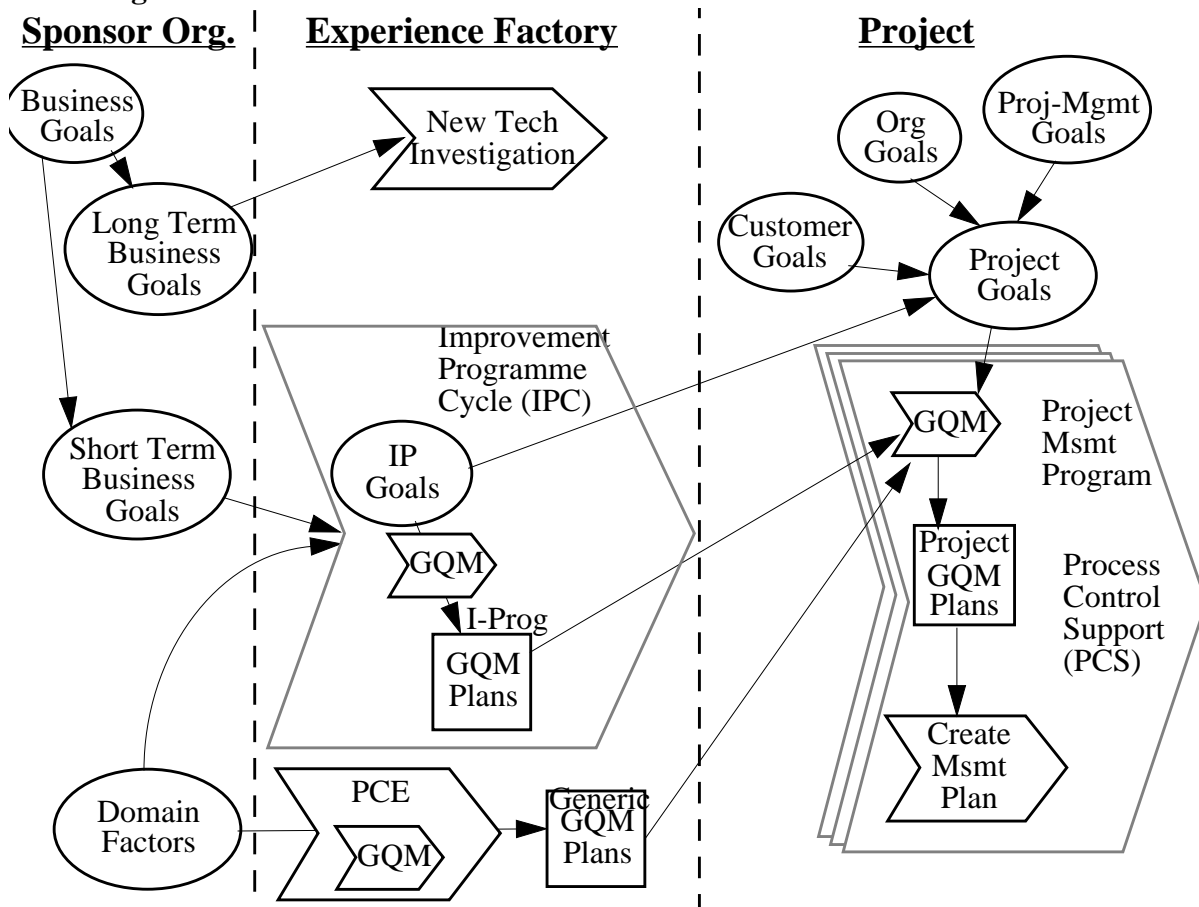 Sponsor Org.
Experience Factory
Project
Business
Goals
New Tech
Investigation
Org
Goals
Proj-Mgmt
Goals
Long Term
Business
Goals
Customer
Goals
Project
Goals
Improvement
Programme
Cycle (IPC)
Short Term
Business
Goals
IP
Goals
GQM
I-Prog
GQM
Plans
GQM
Project
Msmt
Program
Project
GQM
Plans
Process
Control
Support
(PCS)
Create
Msmt
Plan
Domain
Factors
PCE
GQM
Generic
GQM
Plans